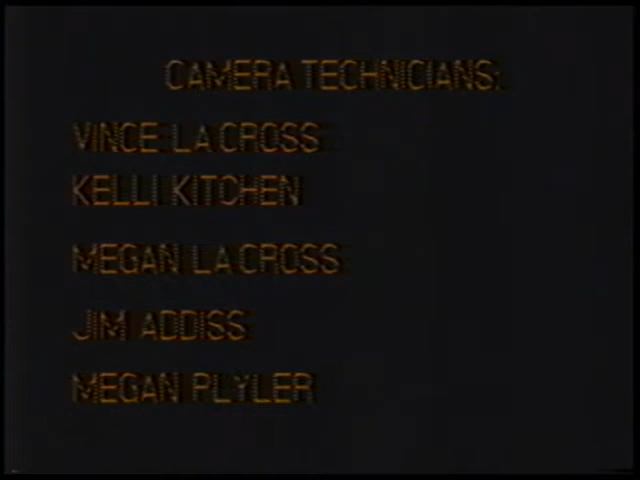 CAMERA TECHNICIANS:
VINCE LA CROSS
KELLI KITCHEN
MEGAN LA CROSS
JIM ADDISS
MEGAN PLYLER